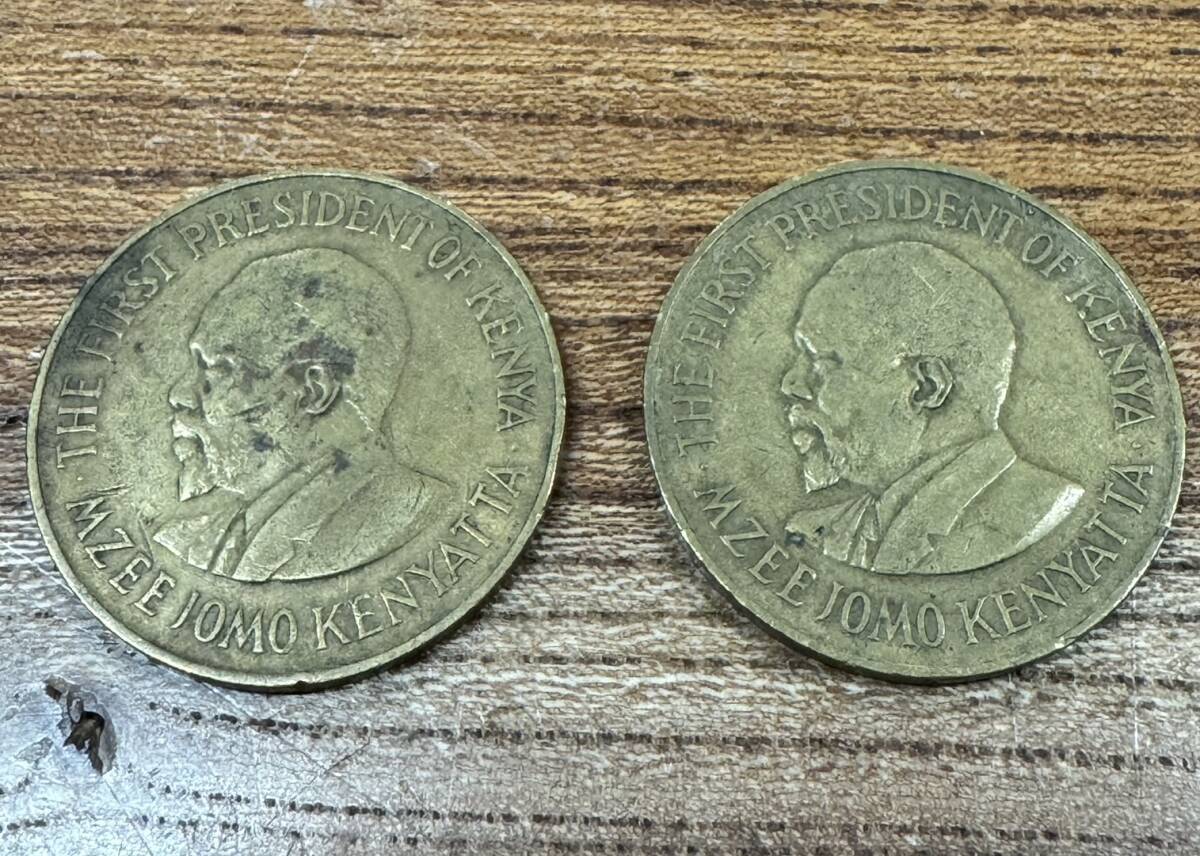 THE FIRST PRESIDENT OF KENYA
· MZEE JOMO KENYATTA ·
THE FIRST PRESIDENT OF KENYA
· MZEE JOMO KENYATTA ·